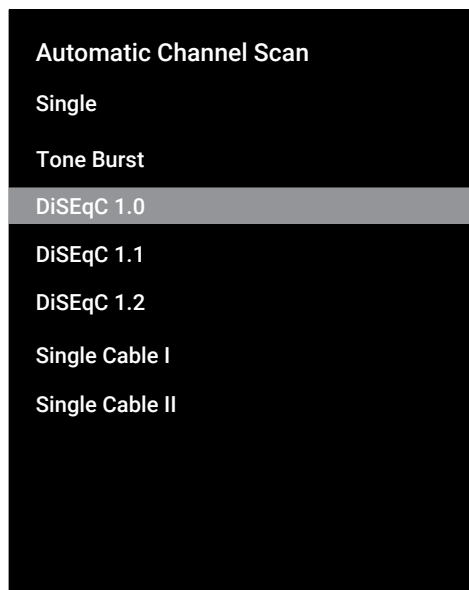 Automatic Channel Scan
Single
Tone Burst
DiSEqC 1.0
DiSEqC 1.1
DiSEqC 1.2
Single Cable I
Single Cable II